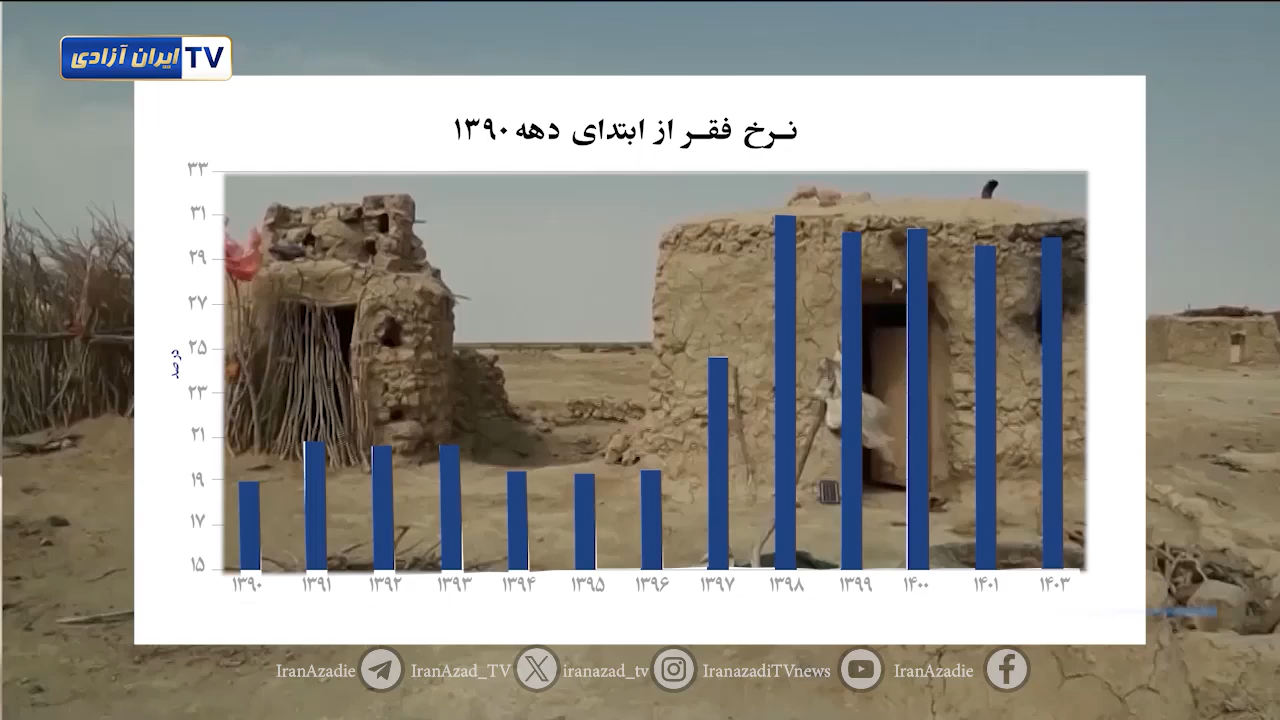 ایران آزادی TV
نرخ فقر از ابتدای دهه ۱۳۹۰
۳۳
۳۱
۲۹
۲۷
۲۵
۲۳
۲۱
۱۹
۱۷
۱۵
درصد
۱۳۹۰ ۱۳۹۱ ۱۳۹۲ ۱۳۹۳ ۱۳۹۴ ۱۳۹۵ ۱۳۹۶ ۱۳۹۷ ۱۳۹۸ ۱۳۹۹ ۱۴۰۰ ۱۴۰۱ ۱۴۰۳
IranAzadie IranAzad_TV iranazad_tv IranazadiTVnews IranAzadie